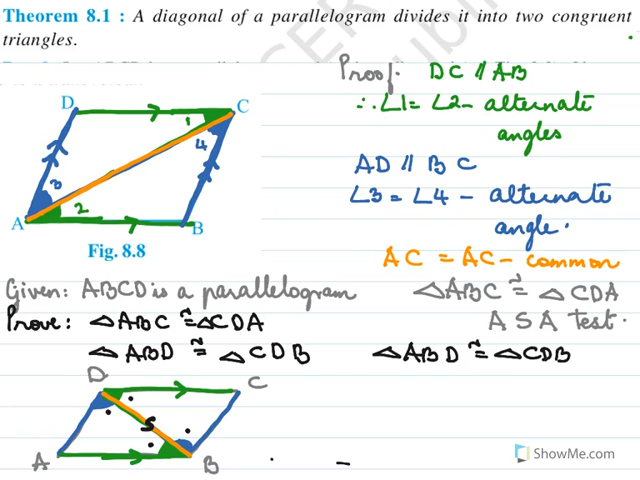 Theorem 8.1 : A diagonal of a parallelogram divides it into two congruent
triangles.
Proof. DC ∥ AB
∴ ∠1 = ∠2 - alternate
angles
AD ∥ BC
∠3 = ∠4 - alternate
angle.
AC = AC - common
△ABC ≅ △CDA
ASA test.
△ABD ≅ △CDB
D
C
1
4
3
2
A
B
Fig. 8.8
Given: ABCD is a parallelogram
Prove: △ABC ≅ △CDA
△ABD ≅ △CDB
D
C
S
A
B
ShowMe.com